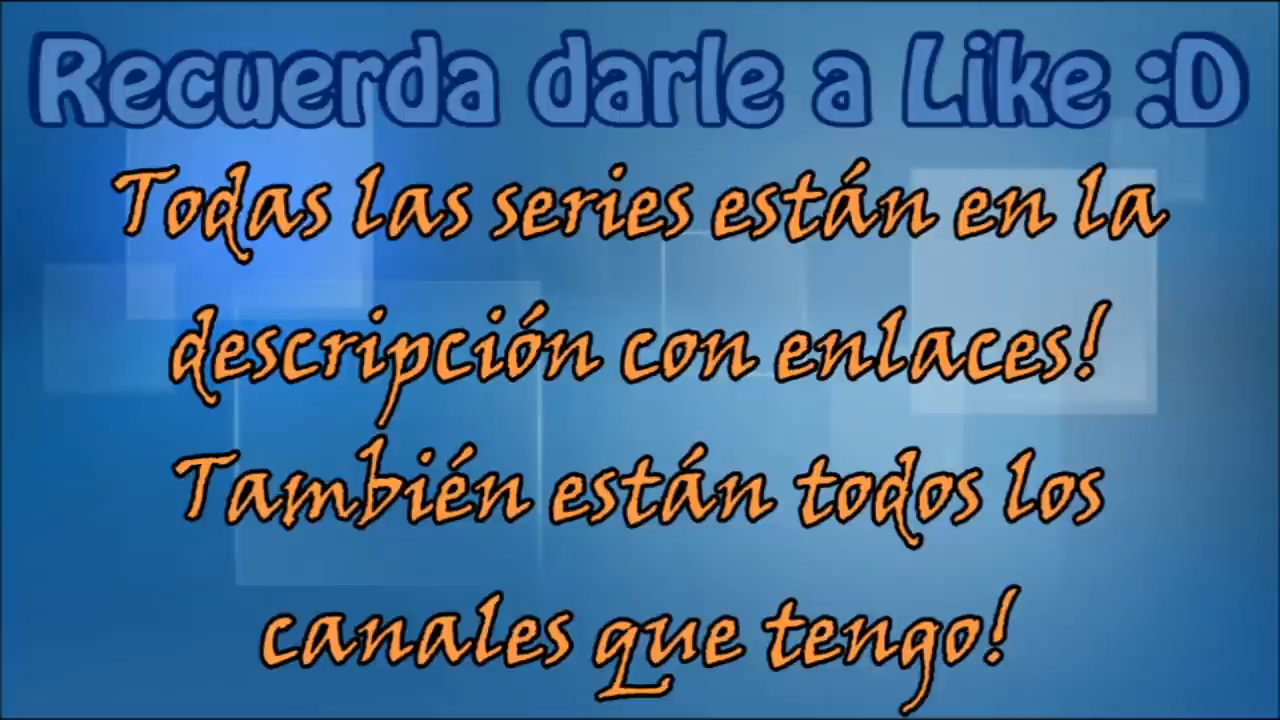 Recuerda darle a Like :D
Todas las series están en la
descripción con enlaces!
También están todos los
canales que tengo!